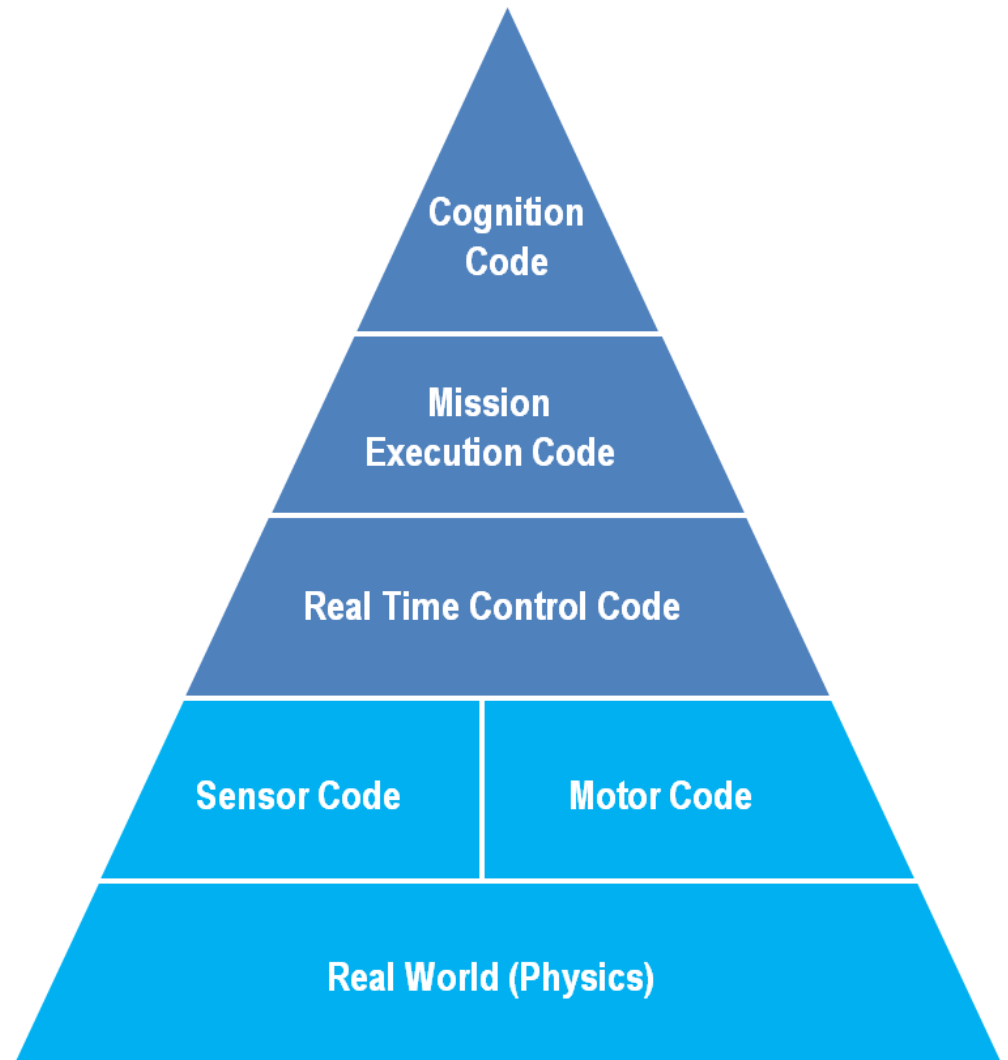 Cognition
Code
Mission
Execution Code
Real Time Control Code
Sensor Code
Motor Code
Real World (Physics)